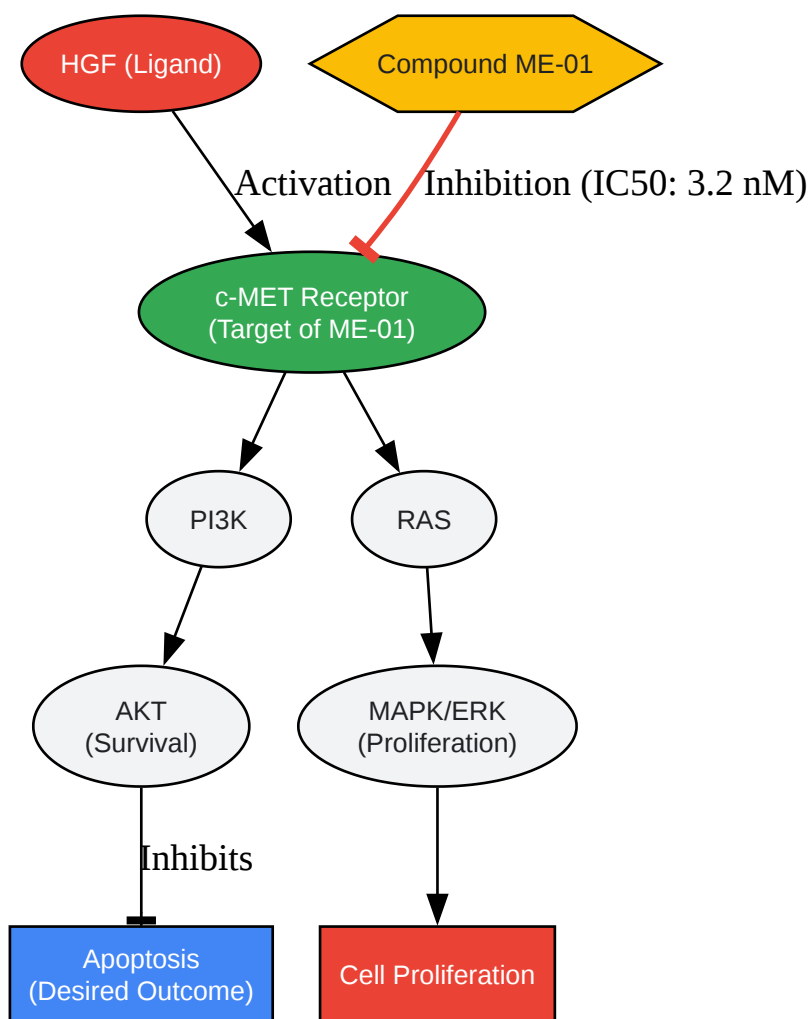 HGF (Ligand)
Compound ME-01
Activation
Inhibition (IC50: 3.2 nM)
c-MET Receptor
(Target of ME-01)
PI3K
RAS
AKT
(Survival)
MAPK/ERK
(Proliferation)
Inhibits
Apoptosis
(Desired Outcome)
Cell Proliferation